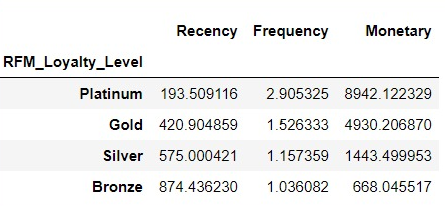 Recency Frequency Monetary
RFM_Loyalty_Level
Platinum 193.509116 2.905325 8942.122329
Gold 420.904859 1.526333 4930.206870
Silver 575.000421 1.157359 1443.499953
Bronze 874.436230 1.036082 668.045517